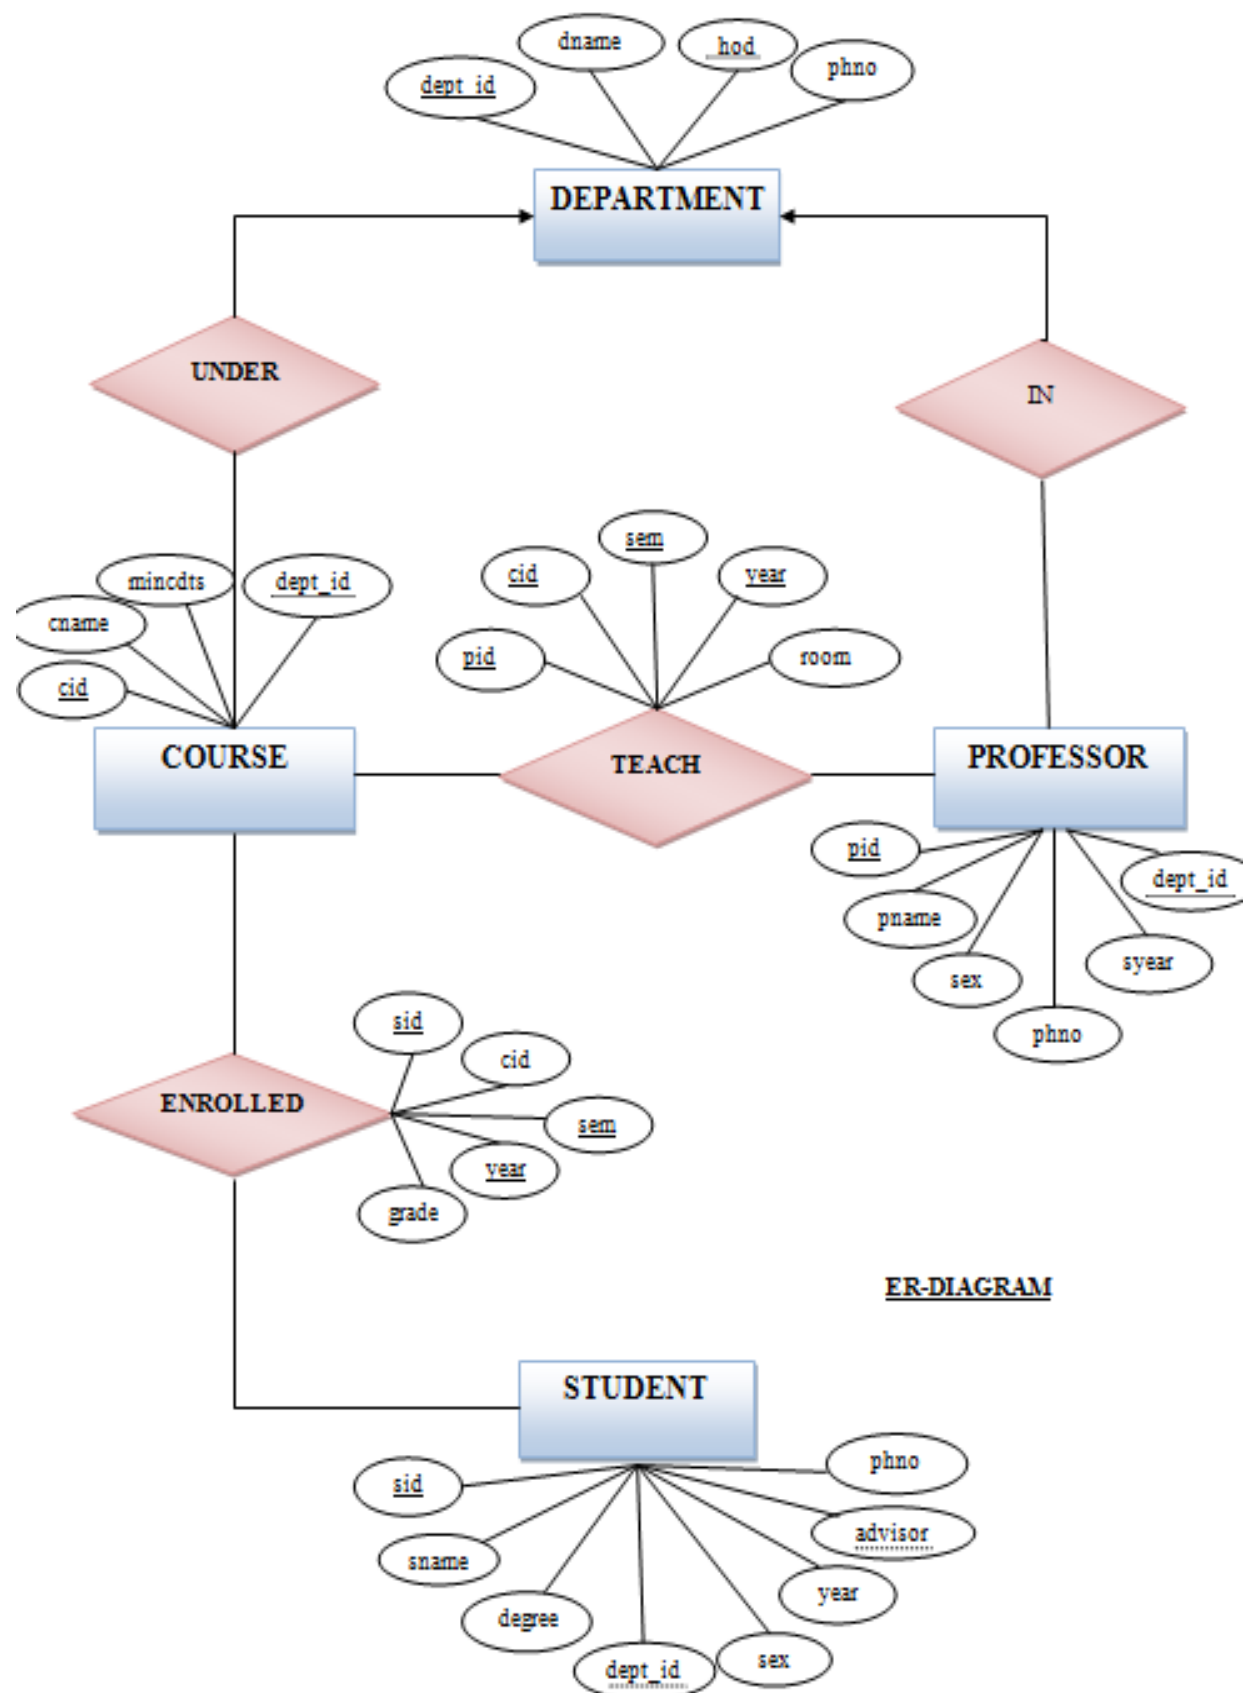 dname
hod
phno
dept_id
DEPARTMENT
UNDER
IN
sem
cid
year
mincdts
dept_id
cname
pid
room
cid
COURSE
TEACH
PROFESSOR
pid
dept_id
pname
syear
sex
phno
sid
cid
ENROLLED
sem
year
grade
ER-DIAGRAM
STUDENT
phno
sid
advisor
sname
year
degree
sex
dept_id